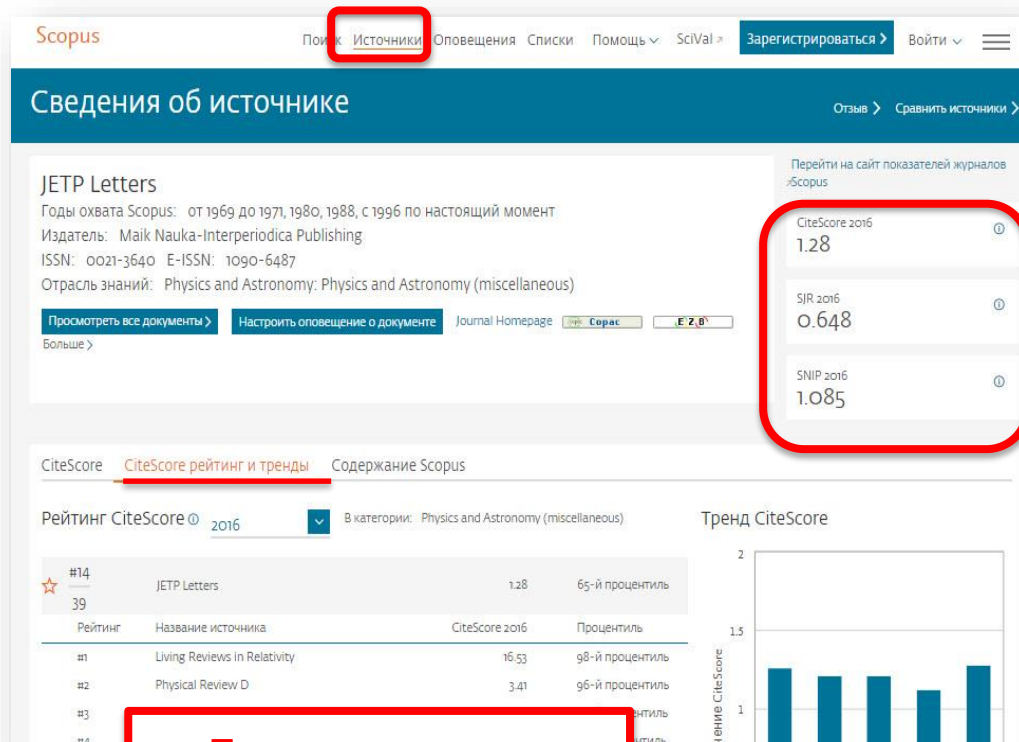 Scopus
Поиск Источники Оповещения Списки Помощь SciVal Зарегистрироваться Войти
Сведения об источнике
Отзыв Сравнить источники
JETP Letters
Годы охвата Scopus: от 1969 до 1971, 1980, 1988, с 1996 по настоящий момент
Издатель: Maik Nauka-Interperiodica Publishing
ISSN: 0021-3640 E-ISSN: 1090-6487
Отрасль знаний: Physics and Astronomy: Physics and Astronomy (miscellaneous)
Просмотреть все документы Настроить оповещение о документе Journal Homepage Copac EZB
Больше
Перейти на сайт показателей журналов
Scopus
CiteScore 2016
1.28
SJR 2016
0.648
SNIP 2016
1.085
CiteScore CiteScore рейтинг и тренды Содержание Scopus
Рейтинг CiteScore 2016 В категории: Physics and Astronomy (miscellaneous)
#14
39
JETP Letters 1.28 65-й процентиль
Рейтинг Название источника CiteScore 2016 Процентиль
#1 Living Reviews in Relativity 16.53 98-й процентиль
#2 Physical Review D 3.41 96-й процентиль
#3
#4
Тренд CiteScore
2
1.5
1
CiteScore